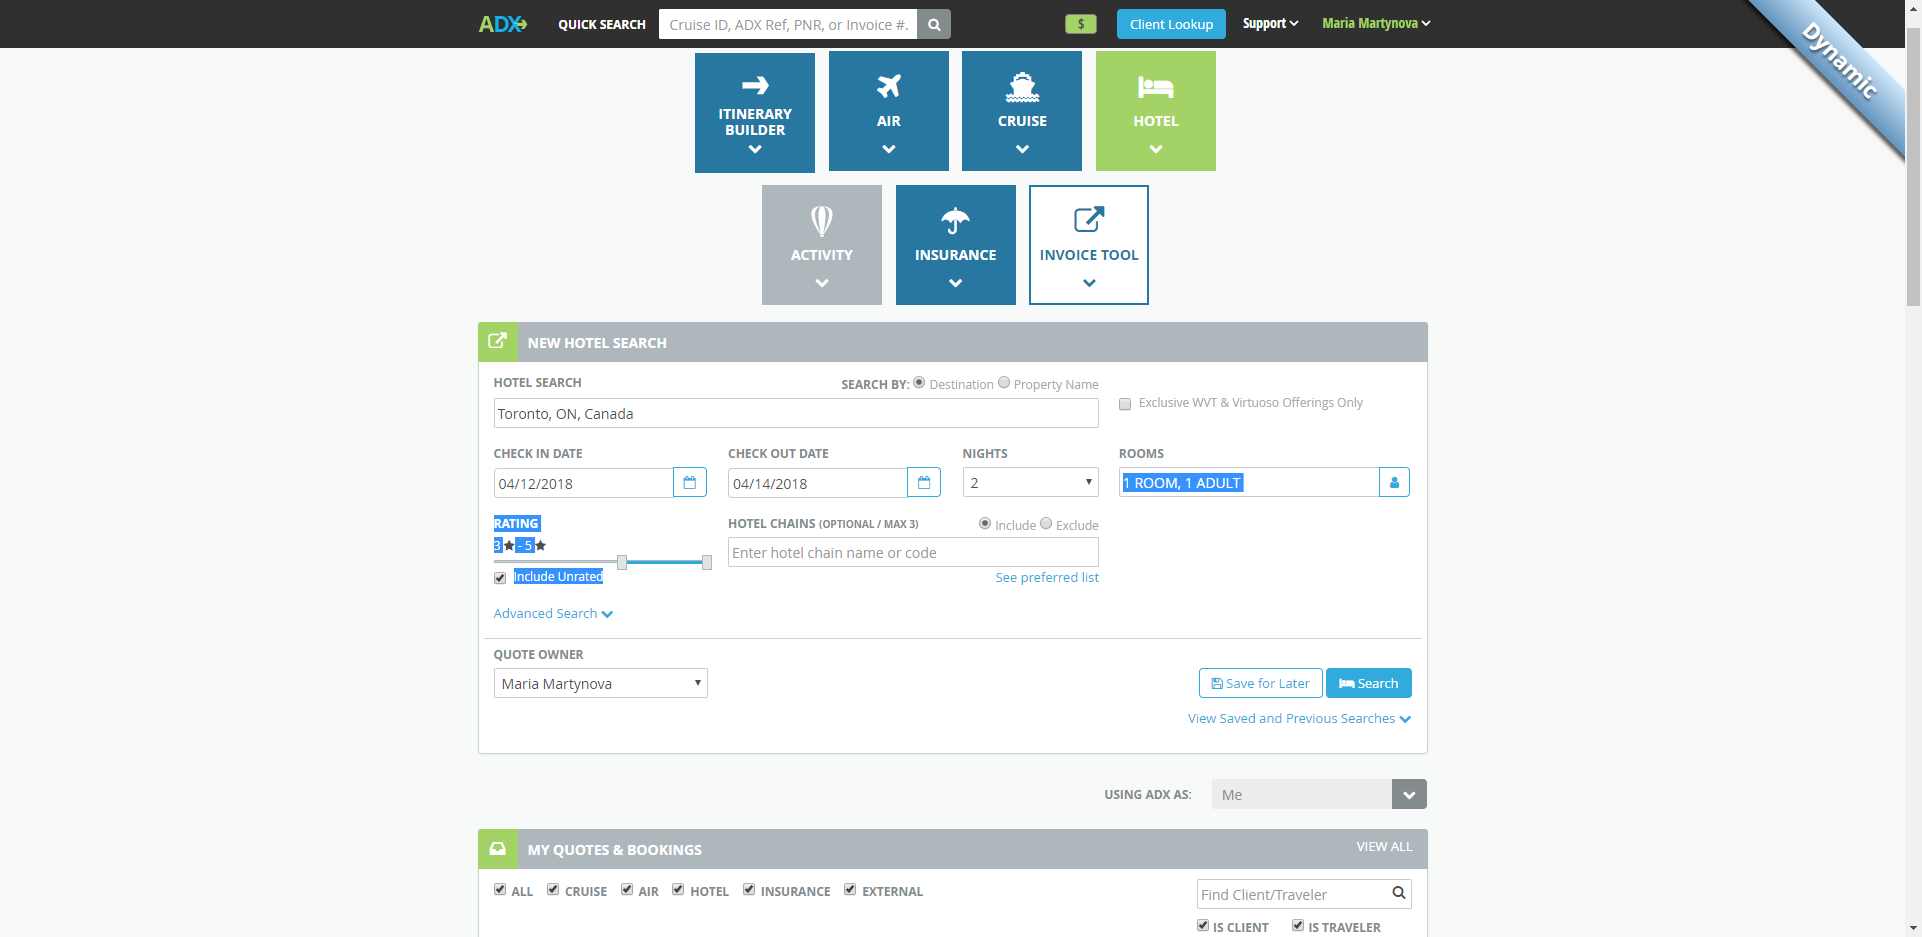 ADX QUICK SEARCH Cruise ID, ADX Ref, PNR, or Invoice #. $ Client Lookup Support Maria Martynova
Dynamic
ITINERARY BUILDER
AIR
CRUISE
HOTEL
ACTIVITY
INSURANCE
INVOICE TOOL
NEW HOTEL SEARCH
HOTEL SEARCH SEARCH BY: Destination Property Name
Toronto, ON, Canada
Exclusive WVT & Virtuoso Offerings Only
CHECK IN DATE CHECK OUT DATE NIGHTS ROOMS
04/12/2018 04/14/2018 2 1 ROOM, 1 ADULT
RATING HOTEL CHAINS (OPTIONAL / MAX 3) Include Exclude
3★ - 5★
Enter hotel chain name or code
Include Unrated See preferred list
Advanced Search
QUOTE OWNER
Maria Martynova Save for Later Search
View Saved and Previous Searches
USING ADX AS: Me
MY QUOTES & BOOKINGS VIEW ALL
ALL CRUISE AIR HOTEL INSURANCE EXTERNAL Find Client/Traveler
IS CLIENT IS TRAVELER